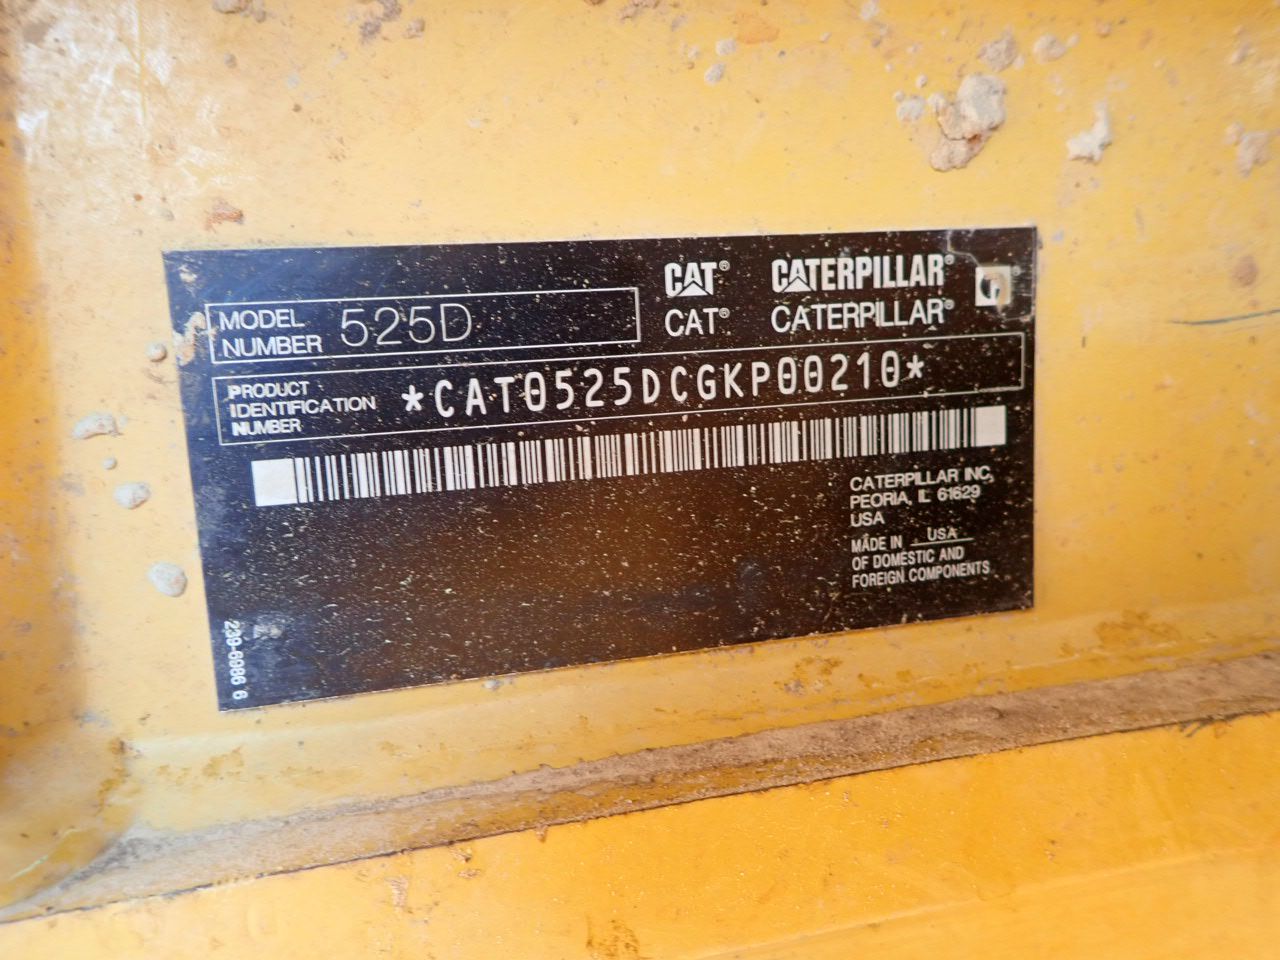 CAT® CATERPILLAR®
CAT® CATERPILLAR®
MODEL NUMBER 525D
PRODUCT IDENTIFICATION NUMBER *CAT0525DCGKP00210*
CATERPILLAR INC.
PEORIA, IL 61629
USA
MADE IN USA
OF DOMESTIC AND
FOREIGN COMPONENTS
239-6986 6